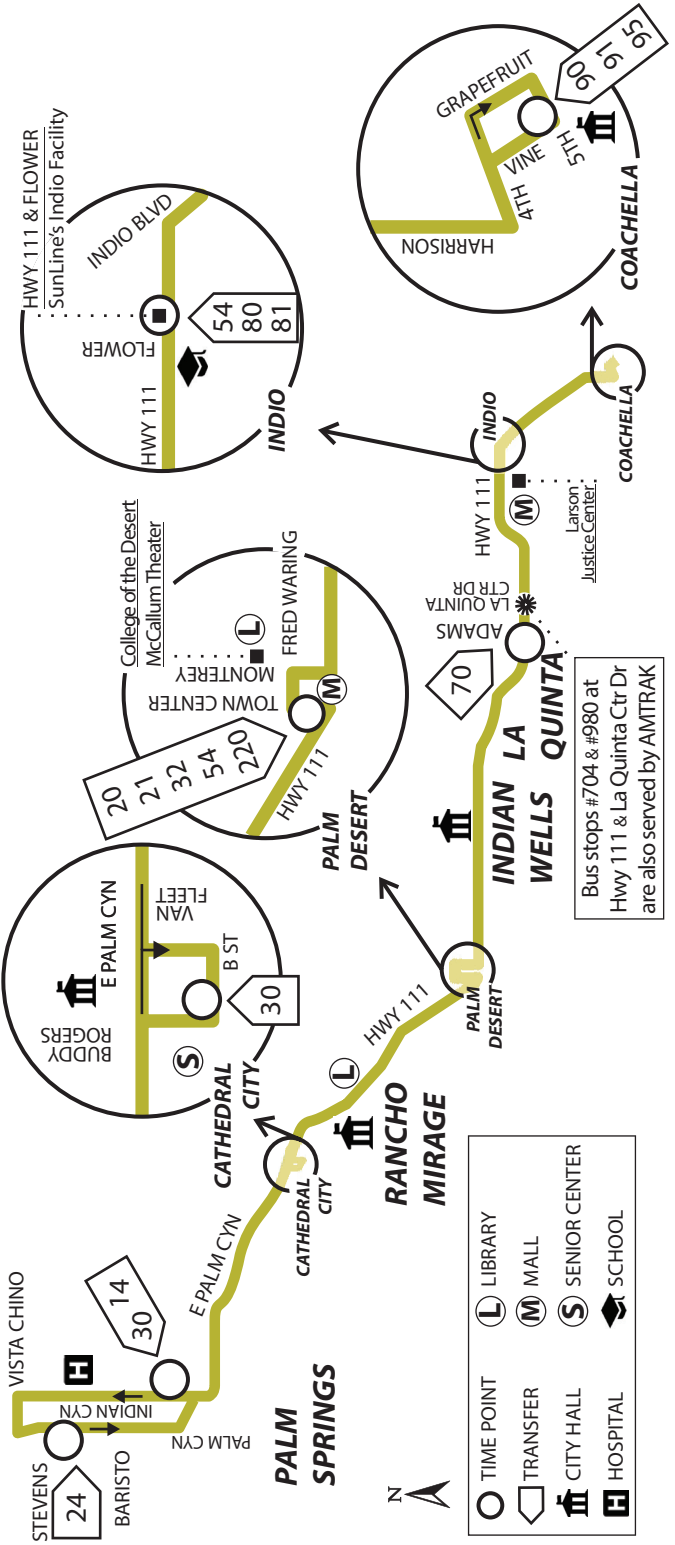 STEVENS
24
BARISTO
VISTA CHINO
H
14
30
INDIAN CYN
PALM CYN
PALM
SPRINGS
E PALM CYN
BUDDY
ROGERS
E PALM CYN
VAN
FLEET
B ST
S
30
CATHEDRAL
CITY
CATHEDRAL
CITY
L
RANCHO
MIRAGE
HWY 111
College of the Desert
McCallum Theater
L
20
21
32
54
220
TOWN CENTER
MONTEREY
FRED WARING
M
HWY 111
PALM
DESERT
PALM
DESERT
INDIAN
WELLS
LA
QUINTA
70
ADAMS
LA QUINTA
CTR DR
Bus stops #704 & #980 at
Hwy 111 & La Quinta Ctr Dr
are also served by AMTRAK
HWY 111
M
Larson
Justice Center
INDIO
COACHELLA
HWY 111 & FLOWER
SunLine's Indio Facility
FLOWER
INDIO BLVD
HWY 111
54
80
81
INDIO
HARRISON
4TH
GRAPEFRUIT
VINE
5TH
90
91
95
COACHELLA
N
TIME POINT
TRANSFER
CITY HALL
H HOSPITAL
L LIBRARY
M MALL
S SENIOR CENTER
SCHOOL